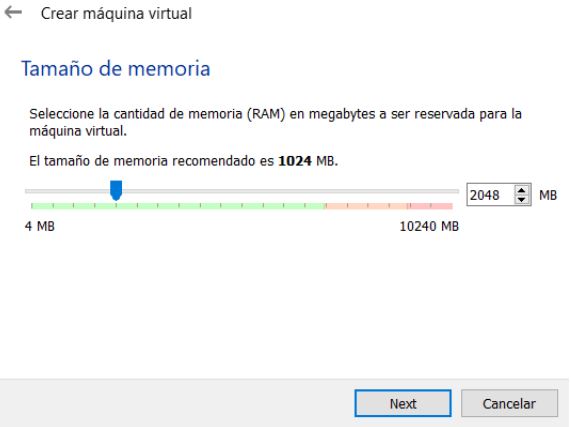 Crear máquina virtual
Tamaño de memoria
Seleccione la cantidad de memoria (RAM) en megabytes a ser reservada para la
máquina virtual.
El tamaño de memoria recomendado es 1024 MB.
2048 MB
4 MB 10240 MB
Next Cancelar